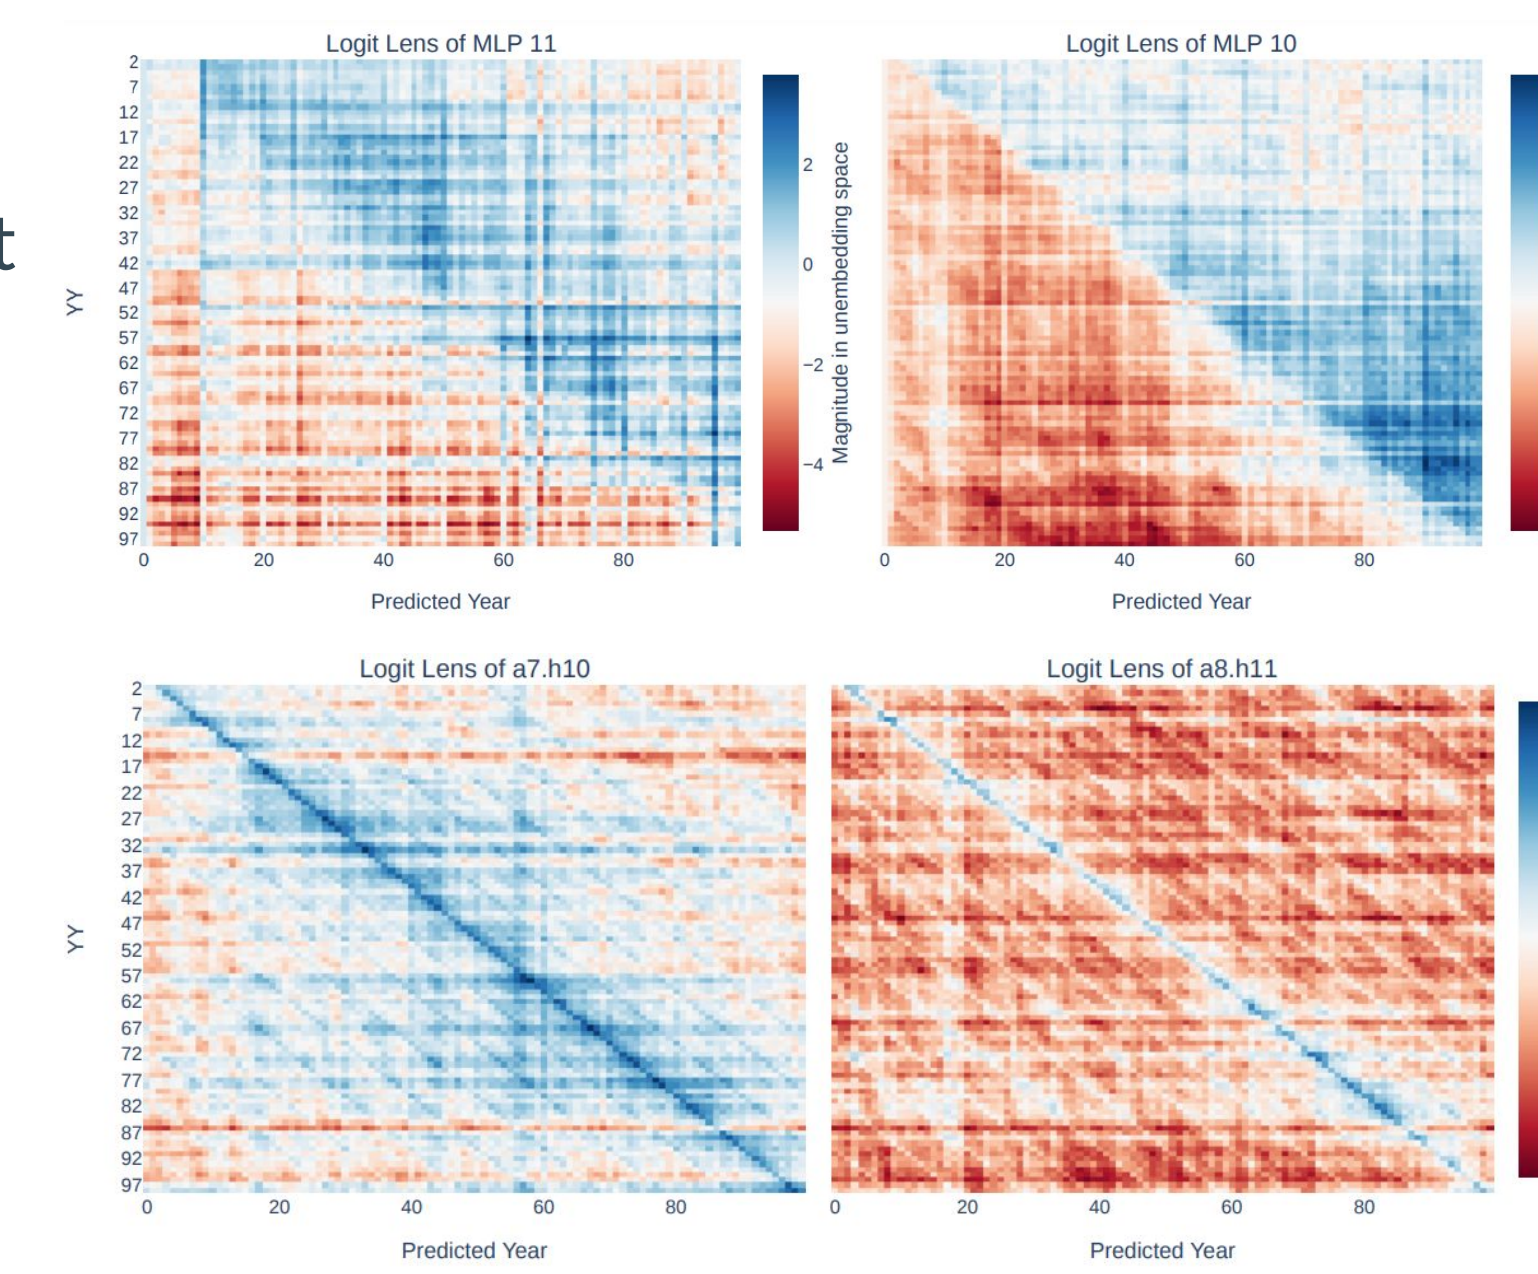 Logit Lens of MLP 11
Logit Lens of MLP 10
t
YY
2
7
12
17
22
27
32
37
42
47
52
57
62
67
72
77
82
87
92
97
0 20 40 60 80
Predicted Year
2
0
−2
−4
Magnitude in unembedding space
0 20 40 60 80
Predicted Year
Logit Lens of a7.h10
Logit Lens of a8.h11
YY
2
7
12
17
22
27
32
37
42
47
52
57
62
67
72
77
82
87
92
97
0 20 40 60 80
Predicted Year
0 20 40 60 80
Predicted Year